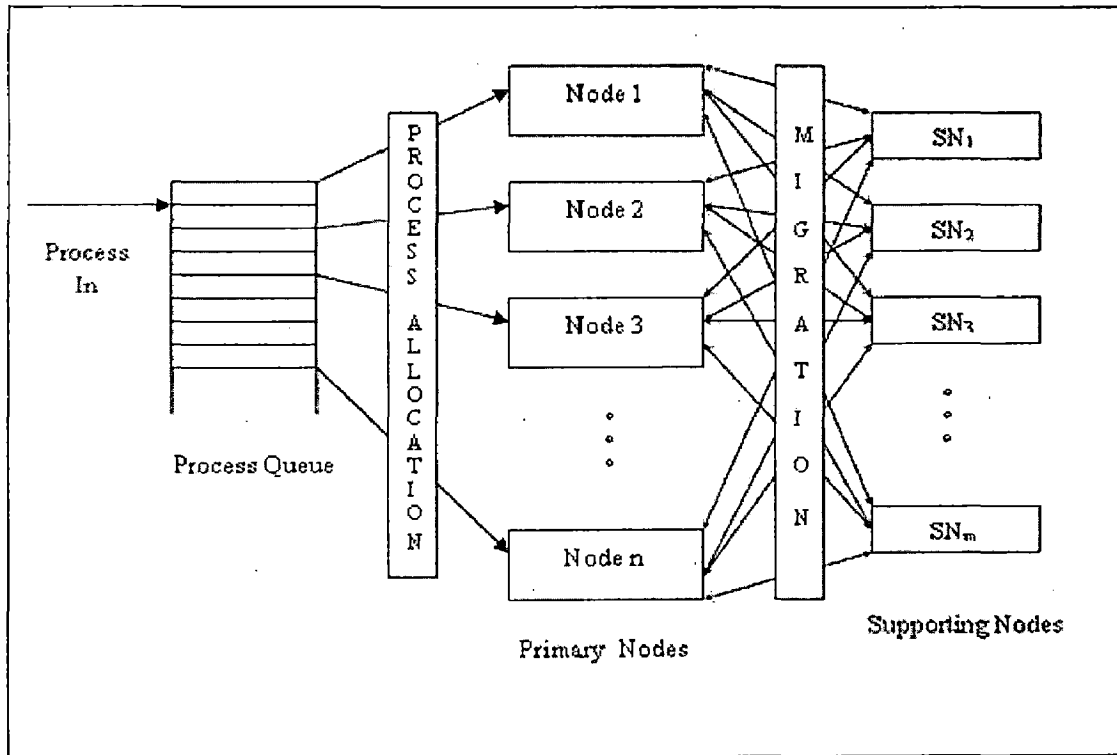 Process
In
Process Queue
PROCESS ALLOCATION
Node 1
Node 2
Node 3
Node n
Primary Nodes
MIGRATION
SN₁
SN₂
SN₃
SNₘ
Supporting Nodes